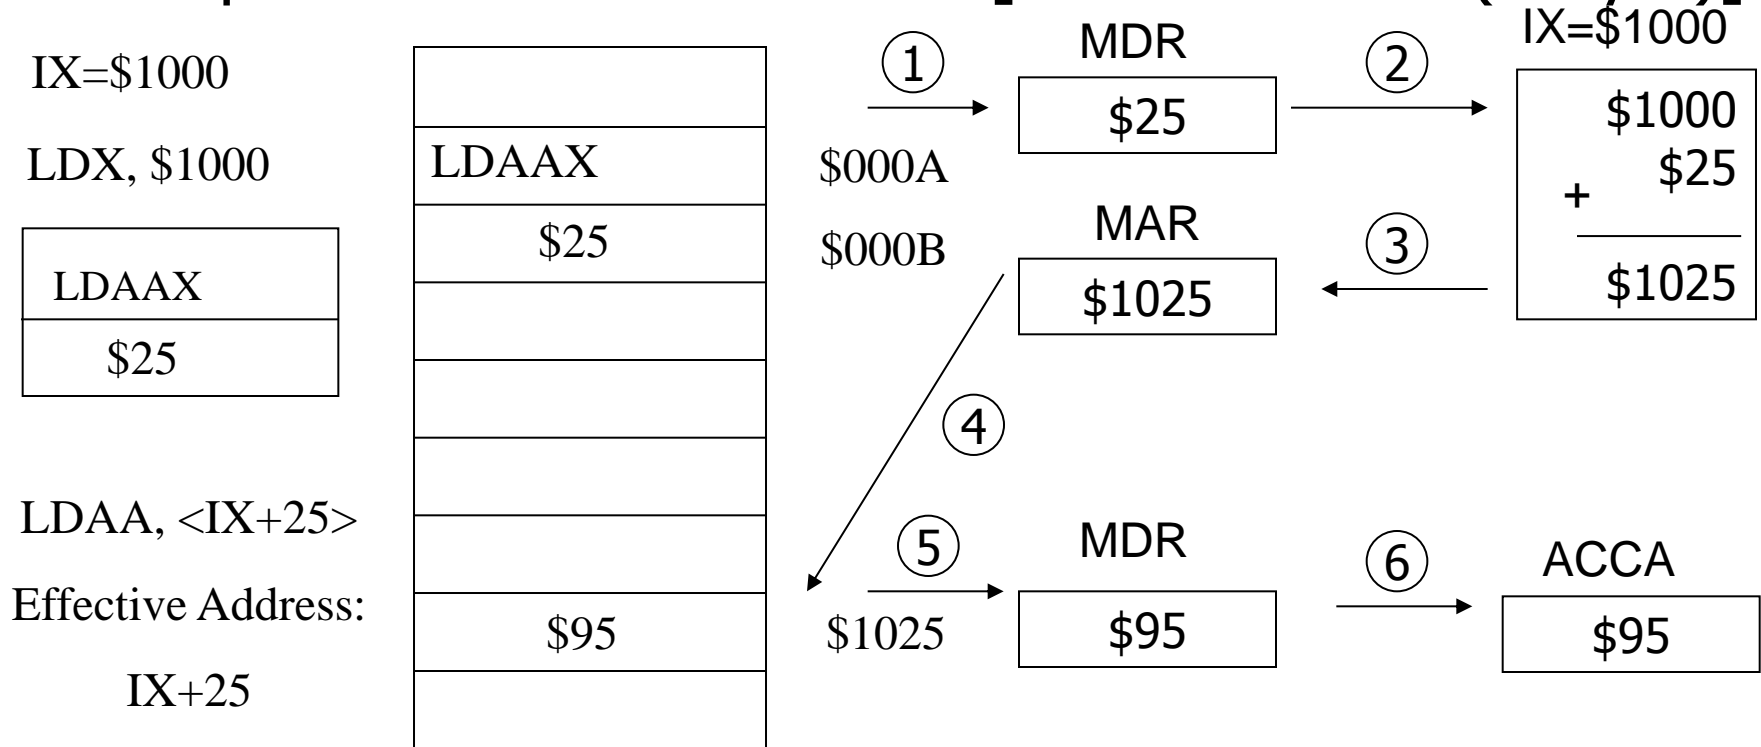 IX=$1000
LDX, $1000
LDAAX
$25
LDAA, <IX+25>
Effective Address:
IX+25
LDAAX
$25
$95
$000A
$000B
$1025
1
MDR
$25
2
IX=$1000
$1000
$25
+
$1025
3
MAR
$1025
4
5
MDR
$95
6
ACCA
$95